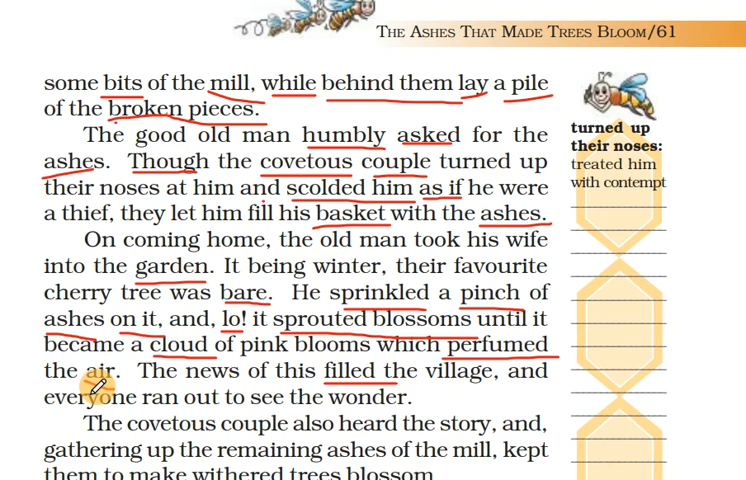 THE ASHES THAT MADE TREES BLOOM/61
some bits of the mill, while behind them lay a pile
of the broken pieces.
The good old man humbly asked for the
ashes. Though the covetous couple turned up
their noses at him and scolded him as if he were
a thief, they let him fill his basket with the ashes.
On coming home, the old man took his wife
into the garden. It being winter, their favourite
cherry tree was bare. He sprinkled a pinch of
ashes on it, and, lo! it sprouted blossoms until it
became a cloud of pink blooms which perfumed
the air. The news of this filled the village, and
everyone ran out to see the wonder.
The covetous couple also heard the story, and,
gathering up the remaining ashes of the mill, kept
them to make withered trees blossom.
turned up
their noses:
treated him
with contempt